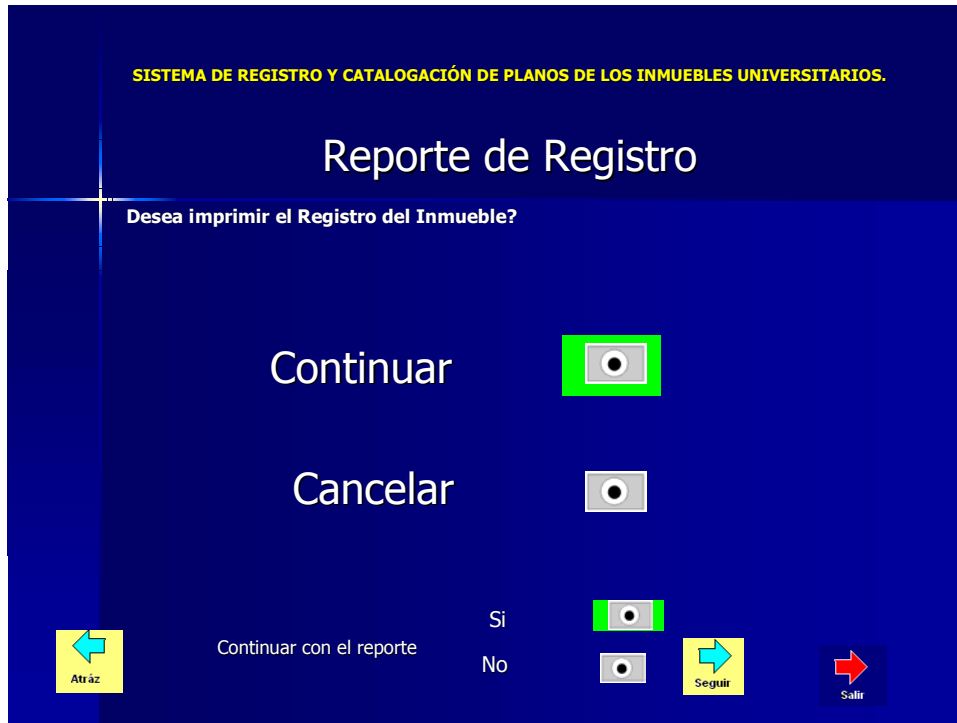 SISTEMA DE REGISTRO Y CATALOGACIÓN DE PLANOS DE LOS INMUEBLES UNIVERSITARIOS.
Reporte de Registro
Desea imprimir el Registro del Inmueble?
Continuar
Cancelar
Si
Continuar con el reporte
No
Atráz
Seguir
Salir